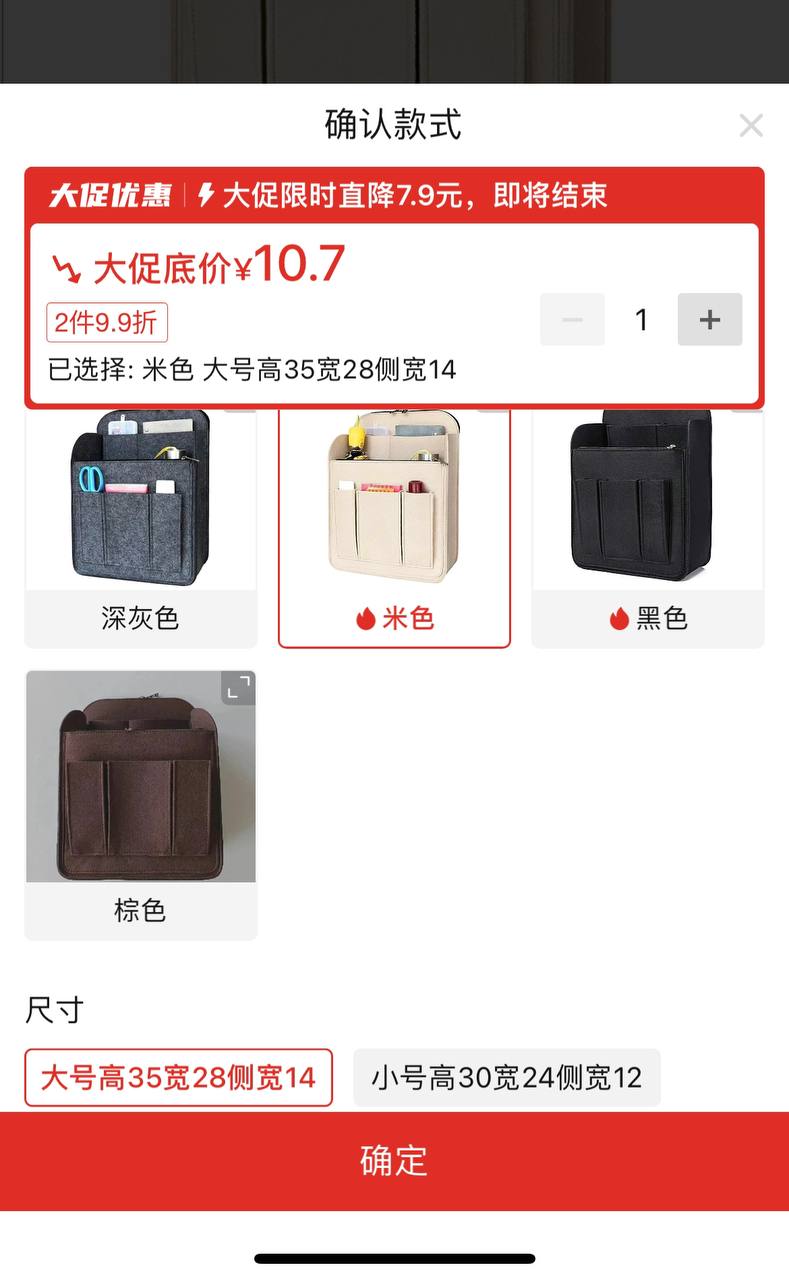 确认款式
大促优惠 大促限时直降7.9元，即将结束
大促底价¥10.7
2件9.9折
1
已选择: 米色 大号高35宽28侧宽14
深灰色
米色
黑色
棕色
尺寸
大号高35宽28侧宽14
小号高30宽24侧宽12
确定